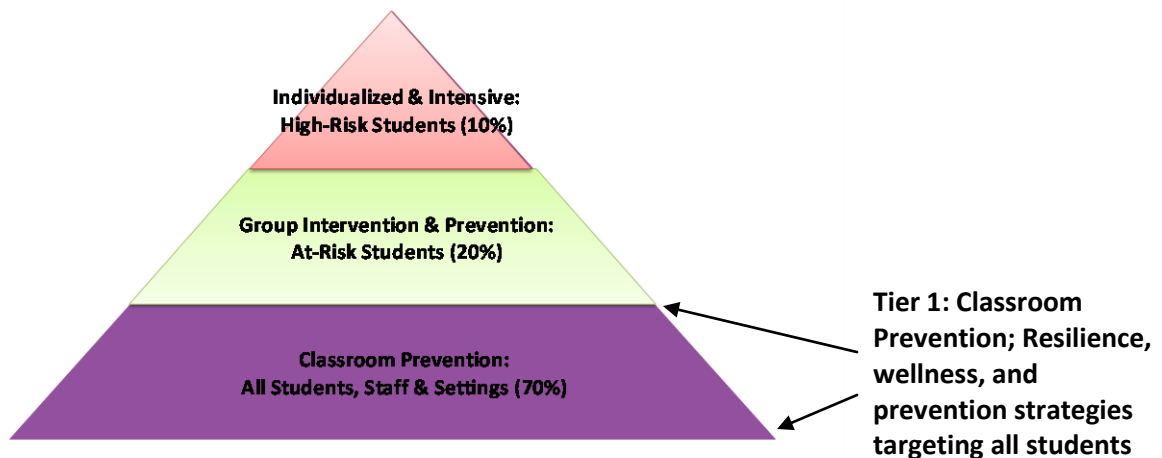 Individualized & Intensive:
High-Risk Students (10%)
Group Intervention & Prevention:
At-Risk Students (20%)
Classroom Prevention:
All Students, Staff & Settings (70%)
Tier 1: Classroom
Prevention; Resilience,
wellness, and
prevention strategies
targeting all students